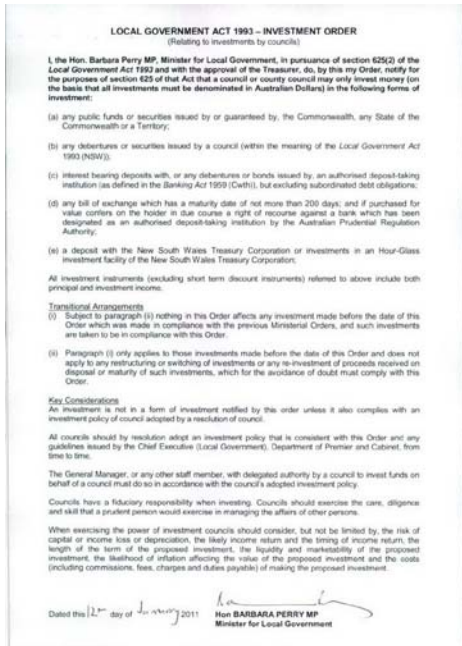 LOCAL GOVERNMENT ACT 1993 – INVESTMENT ORDER
(Relating to investments by councils)
I, the Hon. Barbara Perry MP, Minister for Local Government, in pursuance of section 625(2) of the
Local Government Act 1993 and with the approval of the Treasurer, do, by this my Order, notify for
the purposes of section 625 of that Act that a council or county council may only invest money (on
the basis that all investments must be denominated in Australian Dollars) in the following forms of
investment:
(a) any public funds or securities issued by or guaranteed by, the Commonwealth, any State of the
Commonwealth or a Territory;
(b) any debentures or securities issued by a council (within the meaning of the Local Government Act
1993 (NSW));
(c) interest bearing deposits with, or any debentures or bonds issued by, an authorised deposit-taking
institution (as defined in the Banking Act 1959 (Cwth)), but excluding subordinated debt obligations;
(d) any bill of exchange which has a maturity date of not more than 200 days; and if purchased for
value confers on the holder in due course a right of recourse against a bank which has been
designated as an authorised deposit-taking institution by the Australian Prudential Regulation
Authority;
(e) a deposit with the New South Wales Treasury Corporation or investments in an Hour-Glass
investment facility of the New South Wales Treasury Corporation;
All investment instruments (excluding short term discount instruments) referred to above include both
principal and investment income.
Transitional Arrangements
(i) Subject to paragraph (ii) nothing in this Order affects any investment made before the date of this
Order which was made in compliance with the previous Ministerial Orders, and such investments
are taken to be in compliance with this Order.
(ii) Paragraph (i) only applies to those investments made before the date of this Order and does not
apply to any restructuring or switching of investments or any re-investment of proceeds received on
disposal or maturity of such investments, which for the avoidance of doubt must comply with this
Order.
Key Considerations
An investment is not in a form of investment notified by this order unless it also complies with an
investment policy of council adopted by a resolution of council.
All councils should by resolution adopt an investment policy that is consistent with this Order and any
guidelines issued by the Chief Executive (Local Government), Department of Premier and Cabinet, from
time to time.
The General Manager, or any other staff member, with delegated authority by a council to invest funds on
behalf of a council must do so in accordance with the council's adopted investment policy.
Councils have a fiduciary responsibility when investing. Councils should exercise the care, diligence
and skill that a prudent person would exercise in managing the affairs of other persons.
When exercising the power of investment councils should consider, but not be limited by, the risk of
capital or income loss or depreciation, the likely income return and the timing of income return, the
length of the term of the proposed investment, the liquidity and marketability of the proposed
investment, the likelihood of inflation affecting the value of the proposed investment and the costs
(including commissions, fees, charges and duties payable) of making the proposed investment.
Dated this 12th day of January 2011
Hon BARBARA PERRY MP
Minister for Local Government